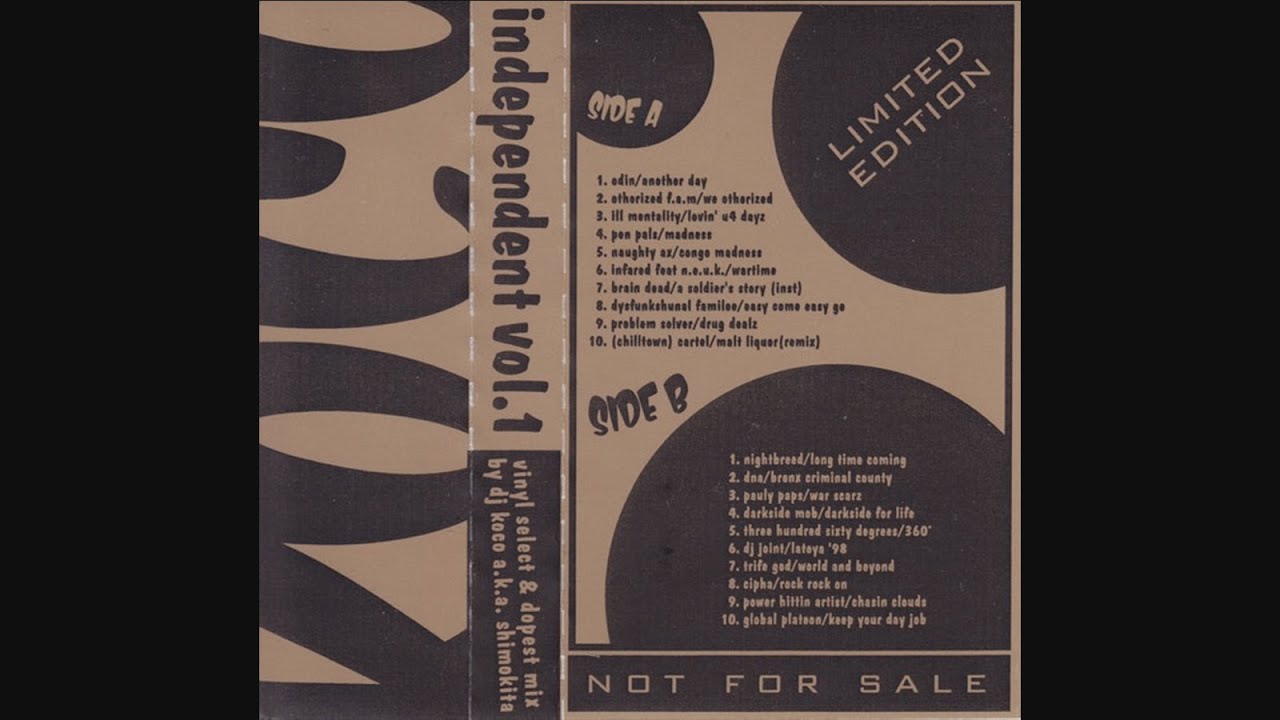 independent vol.1
vinyl select & dopest mix
by dj koco a.k.a. shimokita
LIMITED
EDITION
SIDE A
1. odin/another day
2. othorized f.a.m/we othorized
3. ill mentality/lovin' u4 dayz
4. pen pals/madness
5. naughty ax/congo madness
6. infared feat n.e.u.k./wartime
7. brain dead/a soldier's story (inst)
8. dysfunkshunal familee/easy come easy go
9. problem solver/drug dealz
10. (chilltown) cartel/malt liquor(remix)
SIDE B
1. nightbreed/long time coming
2. dna/bronx criminal county
3. pauly paps/war scarz
4. darkside mob/darkside for life
5. three hundred sixty degrees/360°
6. dj joint/latoya '98
7. trife god/world and beyond
8. cipha/rock rock on
9. power hittin artist/chasin clouds
10. global platoon/keep your day job
NOT FOR SALE